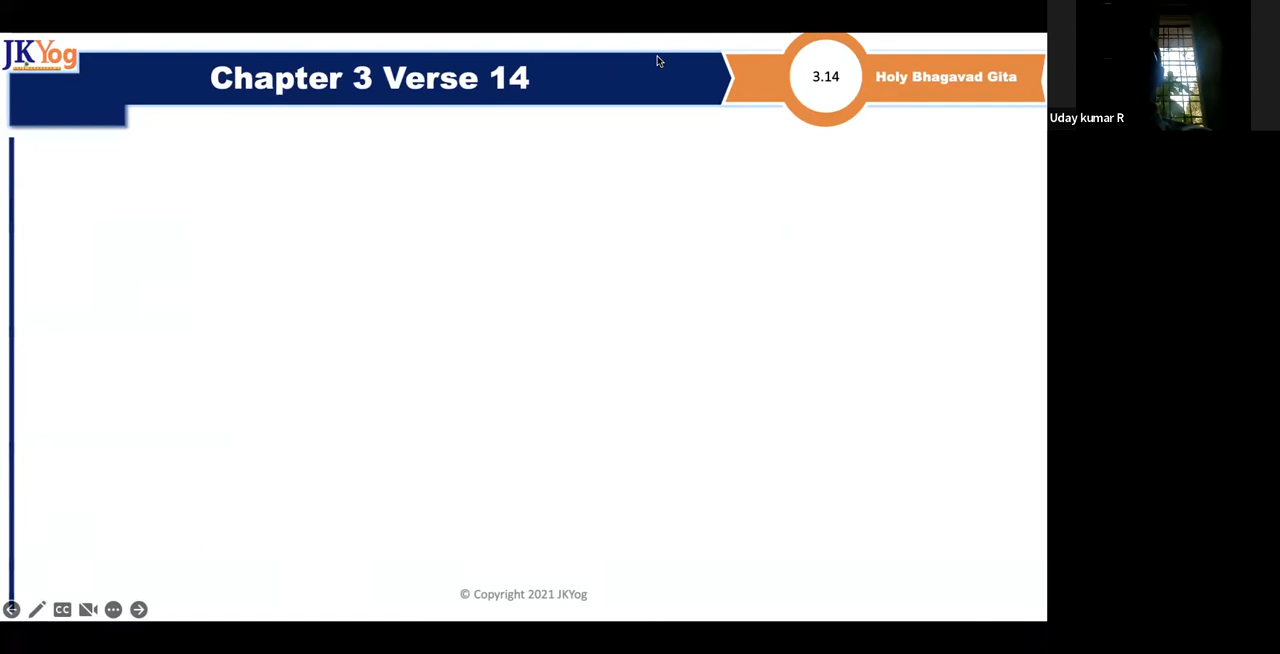 JKYog
Chapter 3 Verse 14
3.14
Holy Bhagavad Gita
Uday kumar R
© Copyright 2021 JKYog
CC